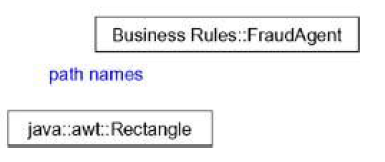 Business Rules::FraudAgent
path names
java::awt::Rectangle